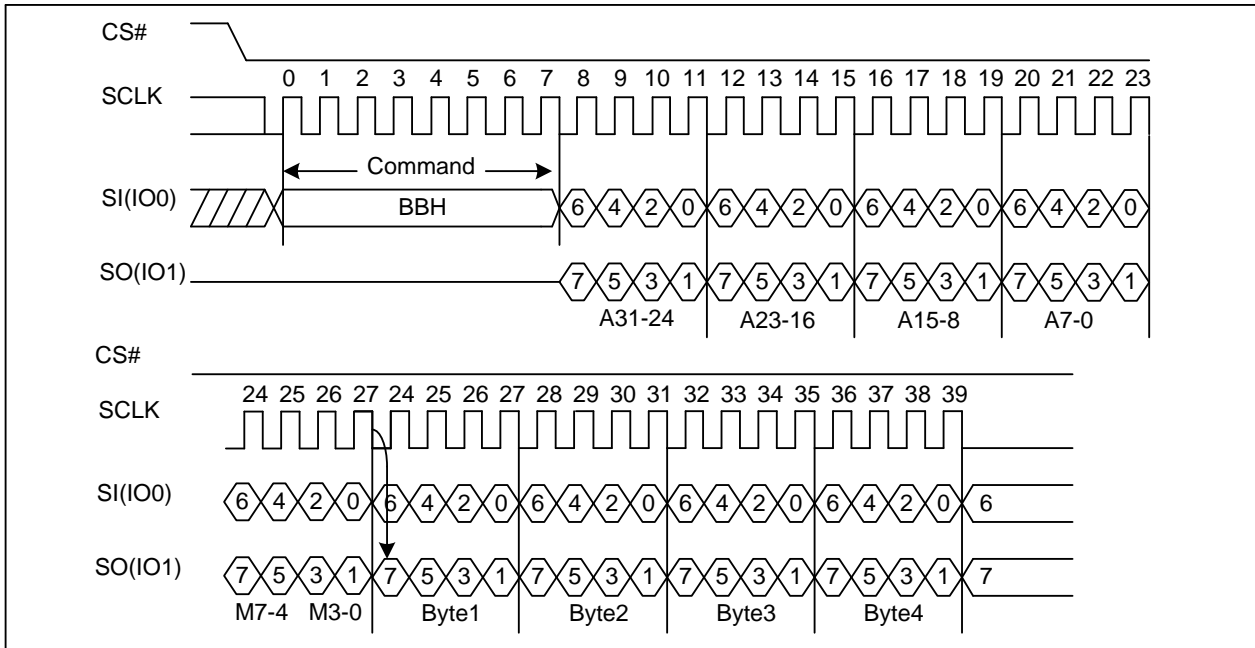 CS#
0 1 2 3 4 5 6 7 8 9 10 11 12 13 14 15 16 17 18 19 20 21 22 23
SCLK
Command
SI(IO0) BBH 6 4 2 0 6 4 2 0 6 4 2 0 6 4 2 0
SO(IO1) 7 5 3 1 7 5 3 1 7 5 3 1 7 5 3 1
A31-24 A23-16 A15-8 A7-0
CS#
24 25 26 27 24 25 26 27 28 29 30 31 32 33 34 35 36 37 38 39
SCLK
SI(IO0) 6 4 2 0 6 4 2 0 6 4 2 0 6 4 2 0 6 4 2 0 6
SO(IO1) 7 5 3 1 7 5 3 1 7 5 3 1 7 5 3 1 7 5 3 1 7
M7-4 M3-0 Byte1 Byte2 Byte3 Byte4